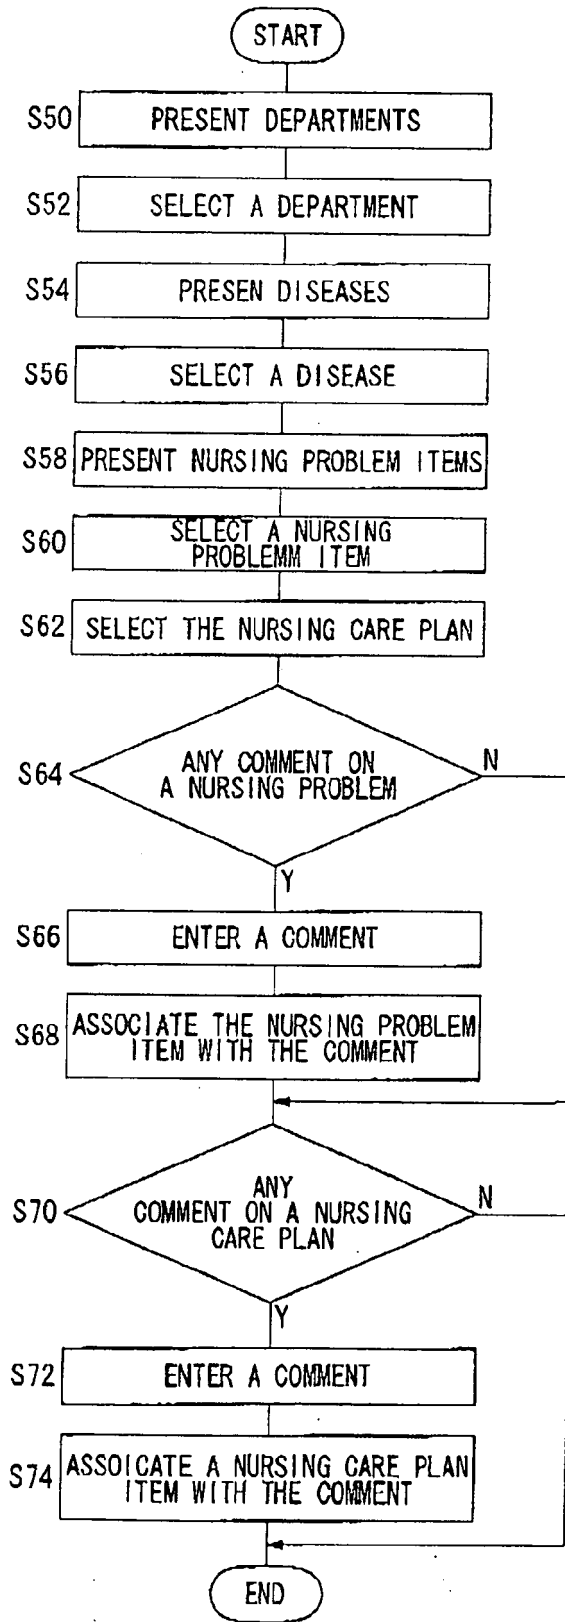 START
S50 PRESENT DEPARTMENTS
S52 SELECT A DEPARTMENT
S54 PRESEN DISEASES
S56 SELECT A DISEASE
S58 PRESENT NURSING PROBLEM ITEMS
S60 SELECT A NURSING
PROBLEMM ITEM
S62 SELECT THE NURSING CARE PLAN
S64 ANY COMMENT ON
A NURSING PROBLEM
N
Y
S66 ENTER A COMMENT
S68 ASSOCIATE THE NURSING PROBLEM
ITEM WITH THE COMMENT
S70 ANY
COMMENT ON A NURSING
CARE PLAN
N
Y
S72 ENTER A COMMENT
S74 ASSOICATE A NURSING CARE PLAN
ITEM WITH THE COMMENT
END